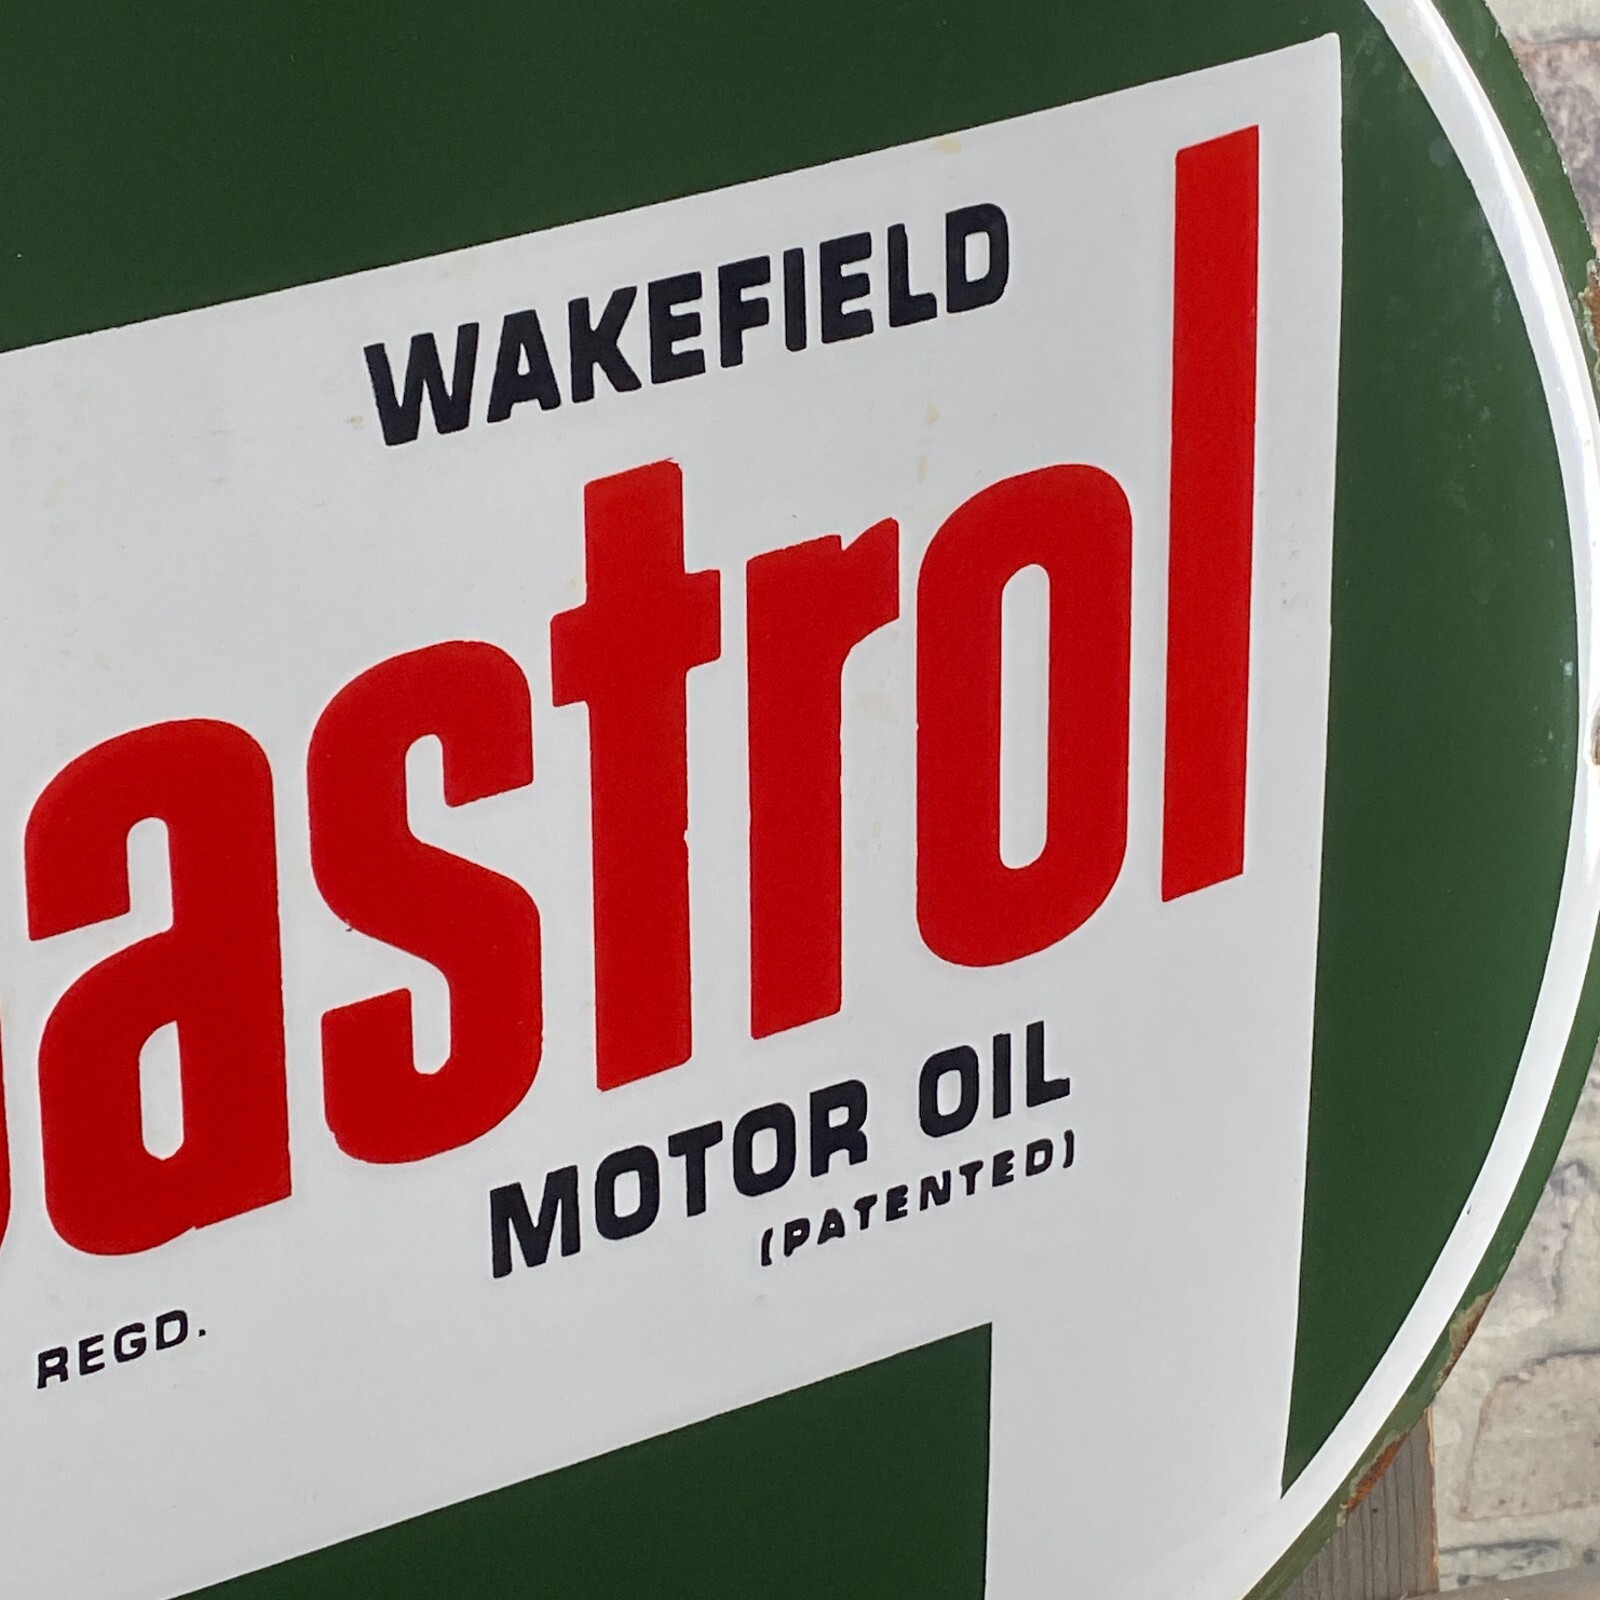 WAKEFIELD
astrol
MOTOR OIL
(PATENTED)
REGD.